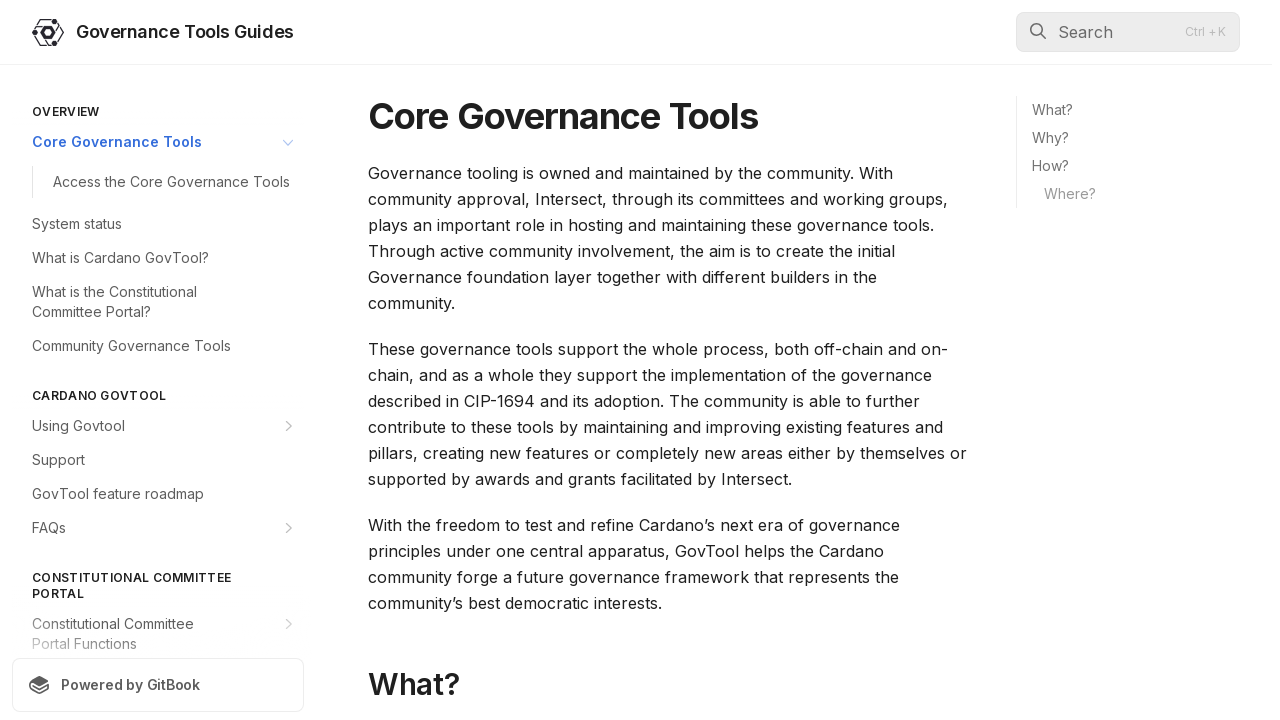 Governance Tools Guides
Search
Ctrl + K
OVERVIEW
Core Governance Tools
Access the Core Governance Tools
System status
What is Cardano GovTool?
What is the Constitutional
Committee Portal?
Community Governance Tools
CARDANO GOVTOOL
Using Govtool
Support
GovTool feature roadmap
FAQs
CONSTITUTIONAL COMMITTEE
PORTAL
Constitutional Committee
Portal Functions
Powered by GitBook
Core Governance Tools
Governance tooling is owned and maintained by the community. With
community approval, Intersect, through its committees and working groups,
plays an important role in hosting and maintaining these governance tools.
Through active community involvement, the aim is to create the initial
Governance foundation layer together with different builders in the
community.
These governance tools support the whole process, both off-chain and on-
chain, and as a whole they support the implementation of the governance
described in CIP-1694 and its adoption. The community is able to further
contribute to these tools by maintaining and improving existing features and
pillars, creating new features or completely new areas either by themselves or
supported by awards and grants facilitated by Intersect.
With the freedom to test and refine Cardano’s next era of governance
principles under one central apparatus, GovTool helps the Cardano
community forge a future governance framework that represents the
community’s best democratic interests.
What?
What?
Why?
How?
Where?